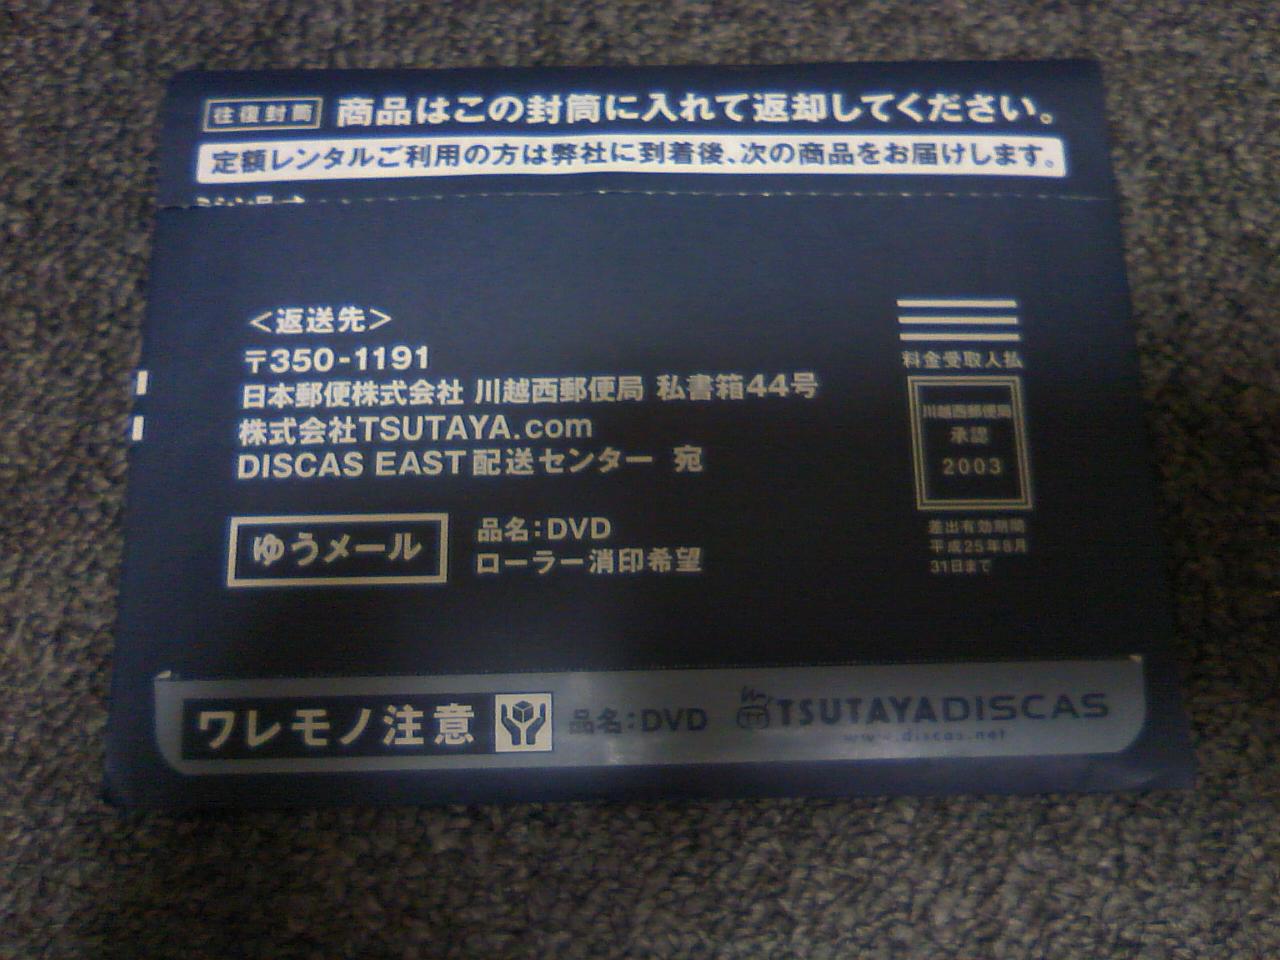 往復封筒 商品はこの封筒に入れて返却してください。
定額レンタルご利用の方は弊社に到着後、次の商品をお届けします。
＜返送先＞
〒350-1191
日本郵便株式会社 川越西郵便局 私書箱44号
株式会社TSUTAYA.com
DISCAS EAST配送センター 宛
ゆうメール
品名：DVD
ローラー消印希望
料金受取人払
川越西郵便局
承認
2003
差出有効期間
平成25年8月
31日まで
ワレモノ注意 品名：DVD TSUTAYA DISCAS
www.discas.net